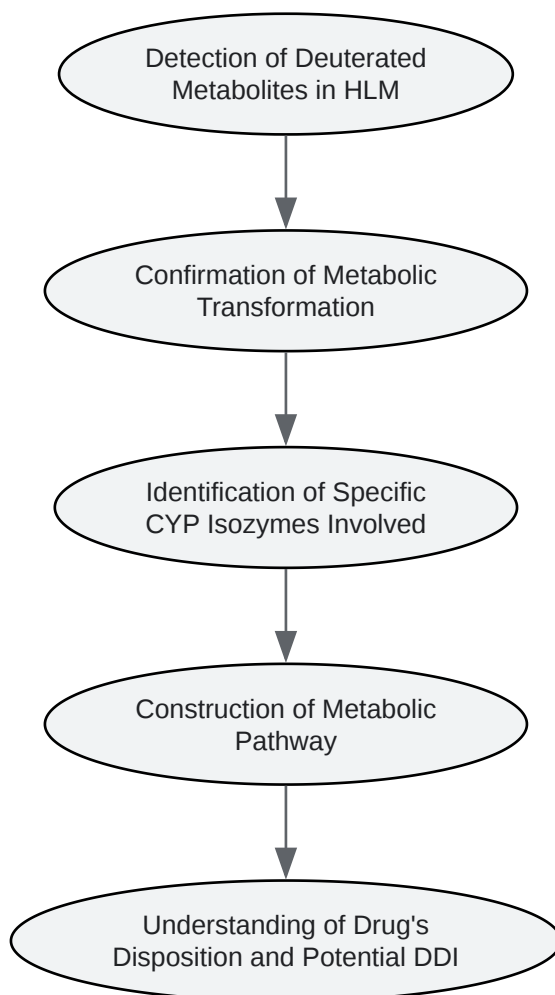 Detection of Deuterated
Metabolites in HLM
Confirmation of Metabolic
Transformation
Identification of Specific
CYP Isozymes Involved
Construction of Metabolic
Pathway
Understanding of Drug's
Disposition and Potential DDI